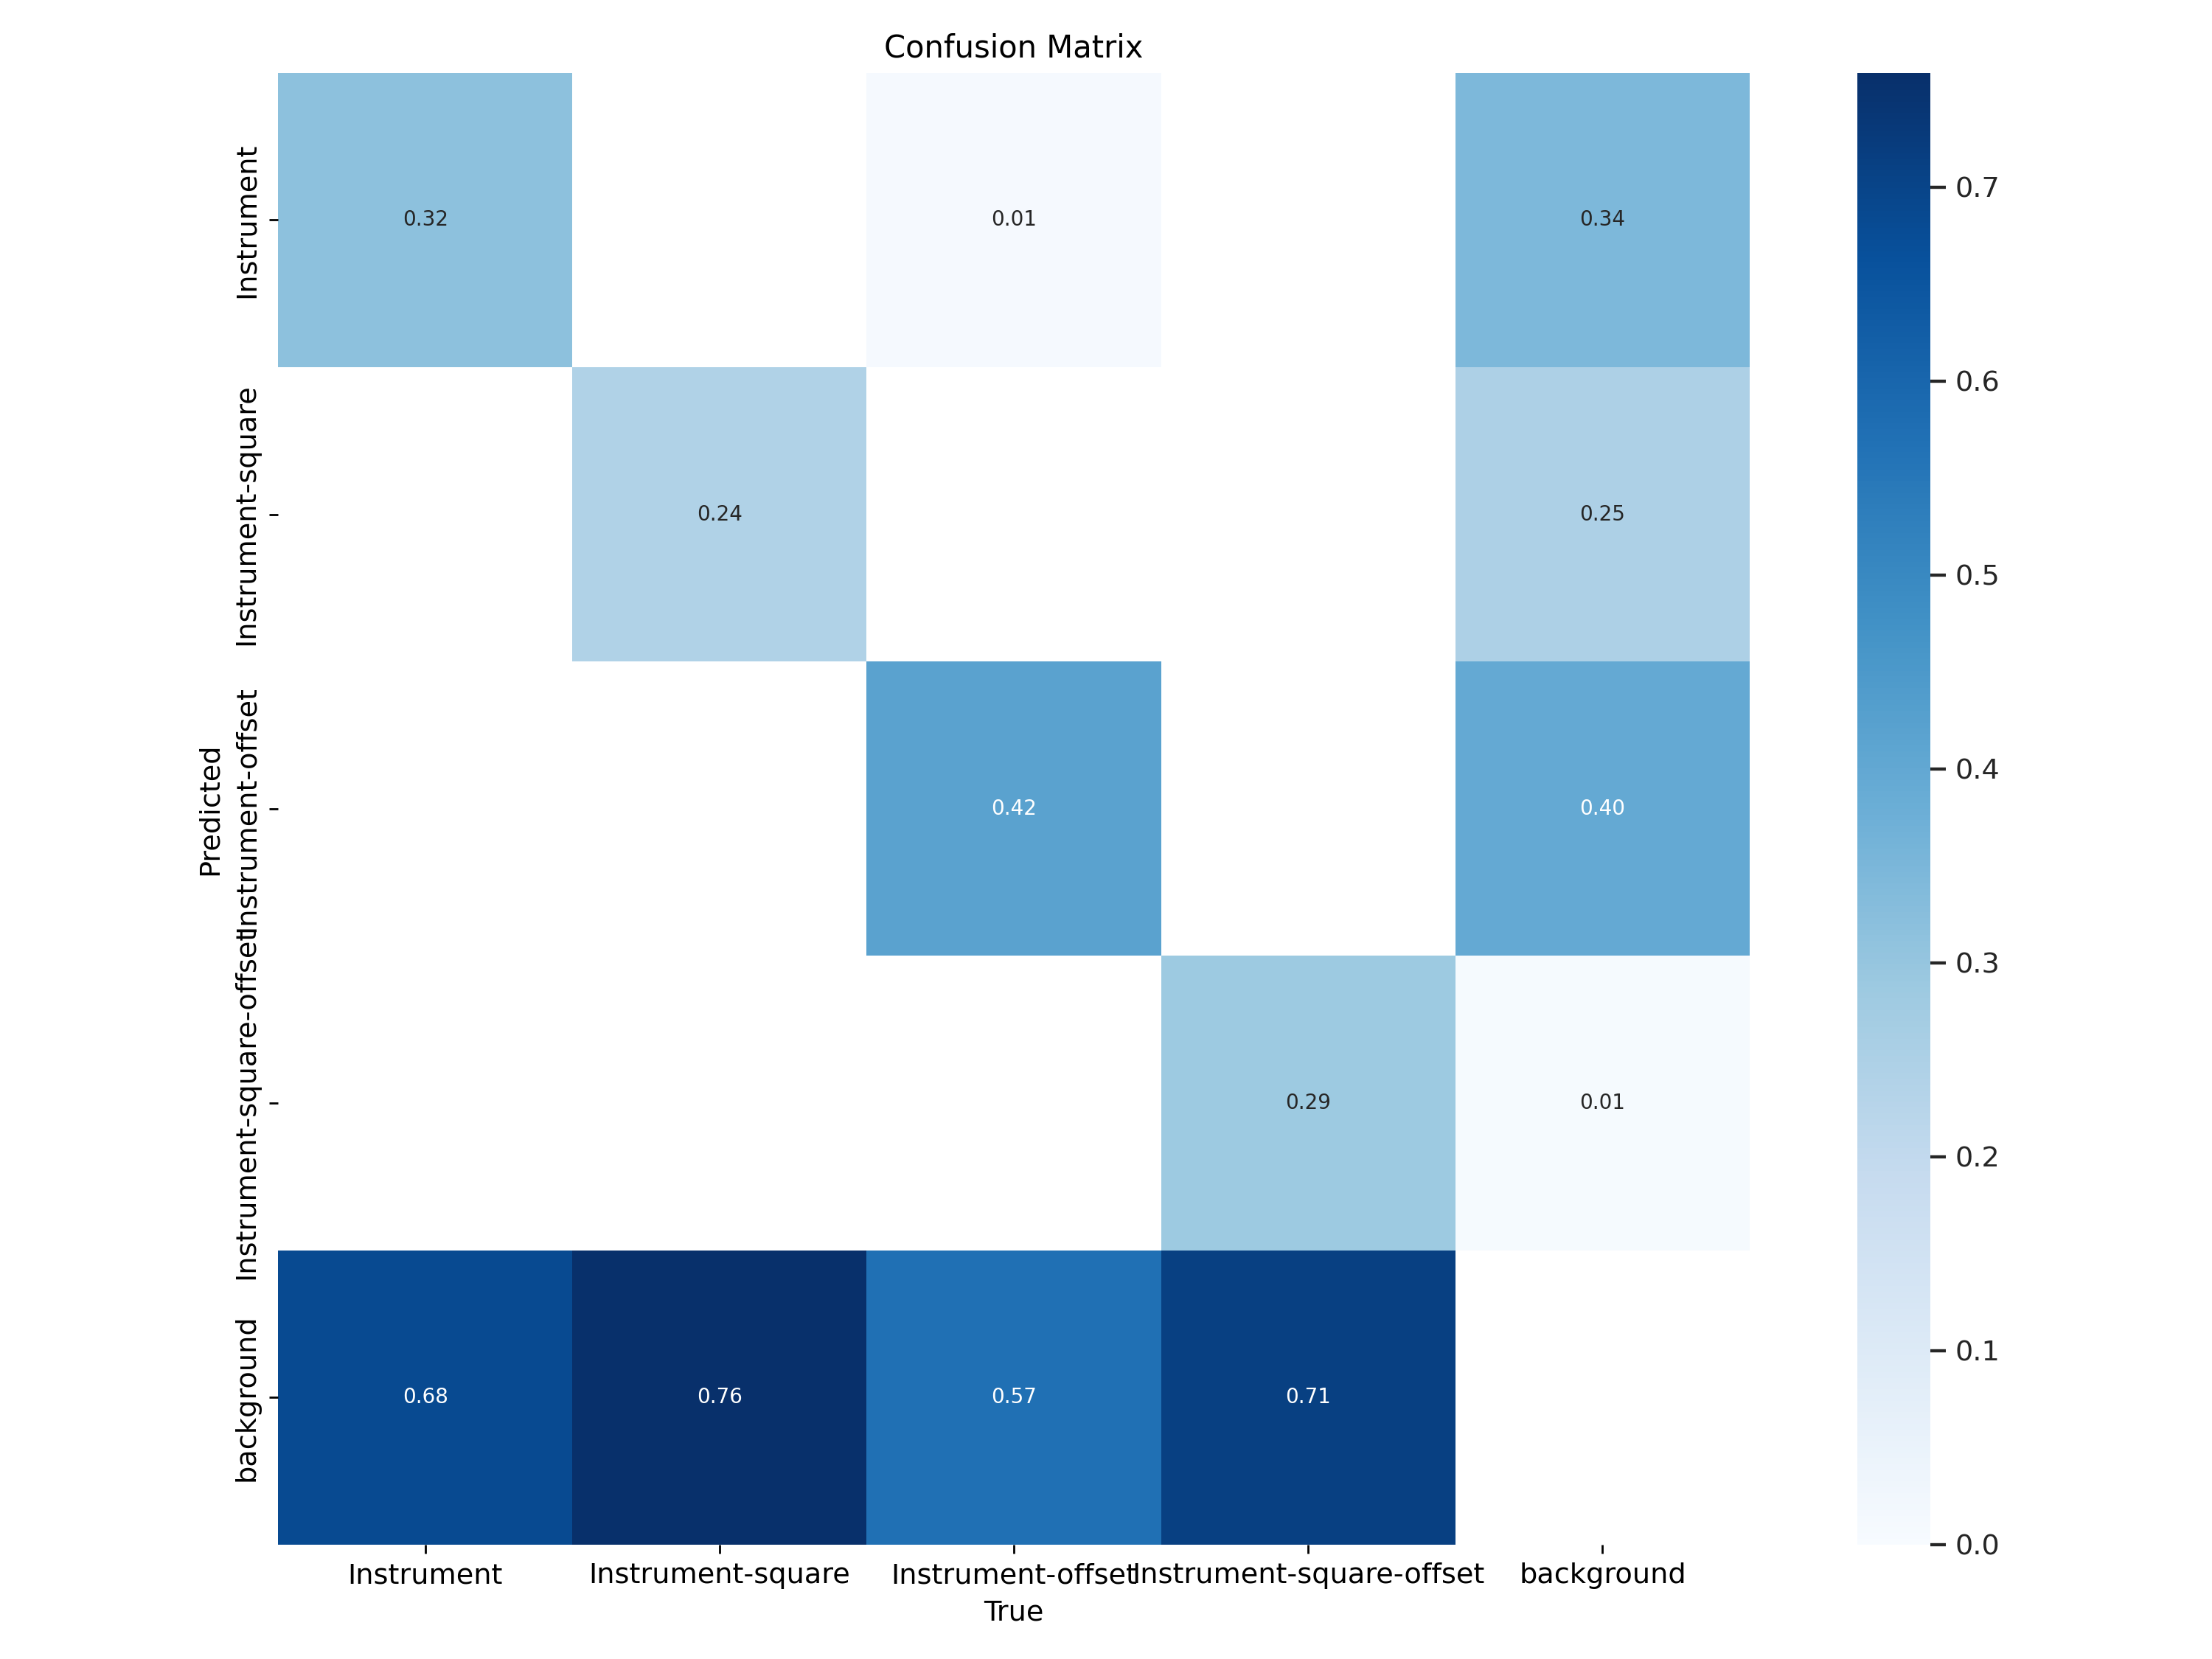 Confusion Matrix
Instrument
Instrument-square
Instrument-offset
Instrument-square-offset
background
Predicted
0.32
0.01
0.34
0.24
0.25
0.42
0.40
0.29
0.01
0.68
0.76
0.57
0.71
Instrument
Instrument-square
Instrument-offset
Instrument-square-offset
background
True
0.7
0.6
0.5
0.4
0.3
0.2
0.1
0.0